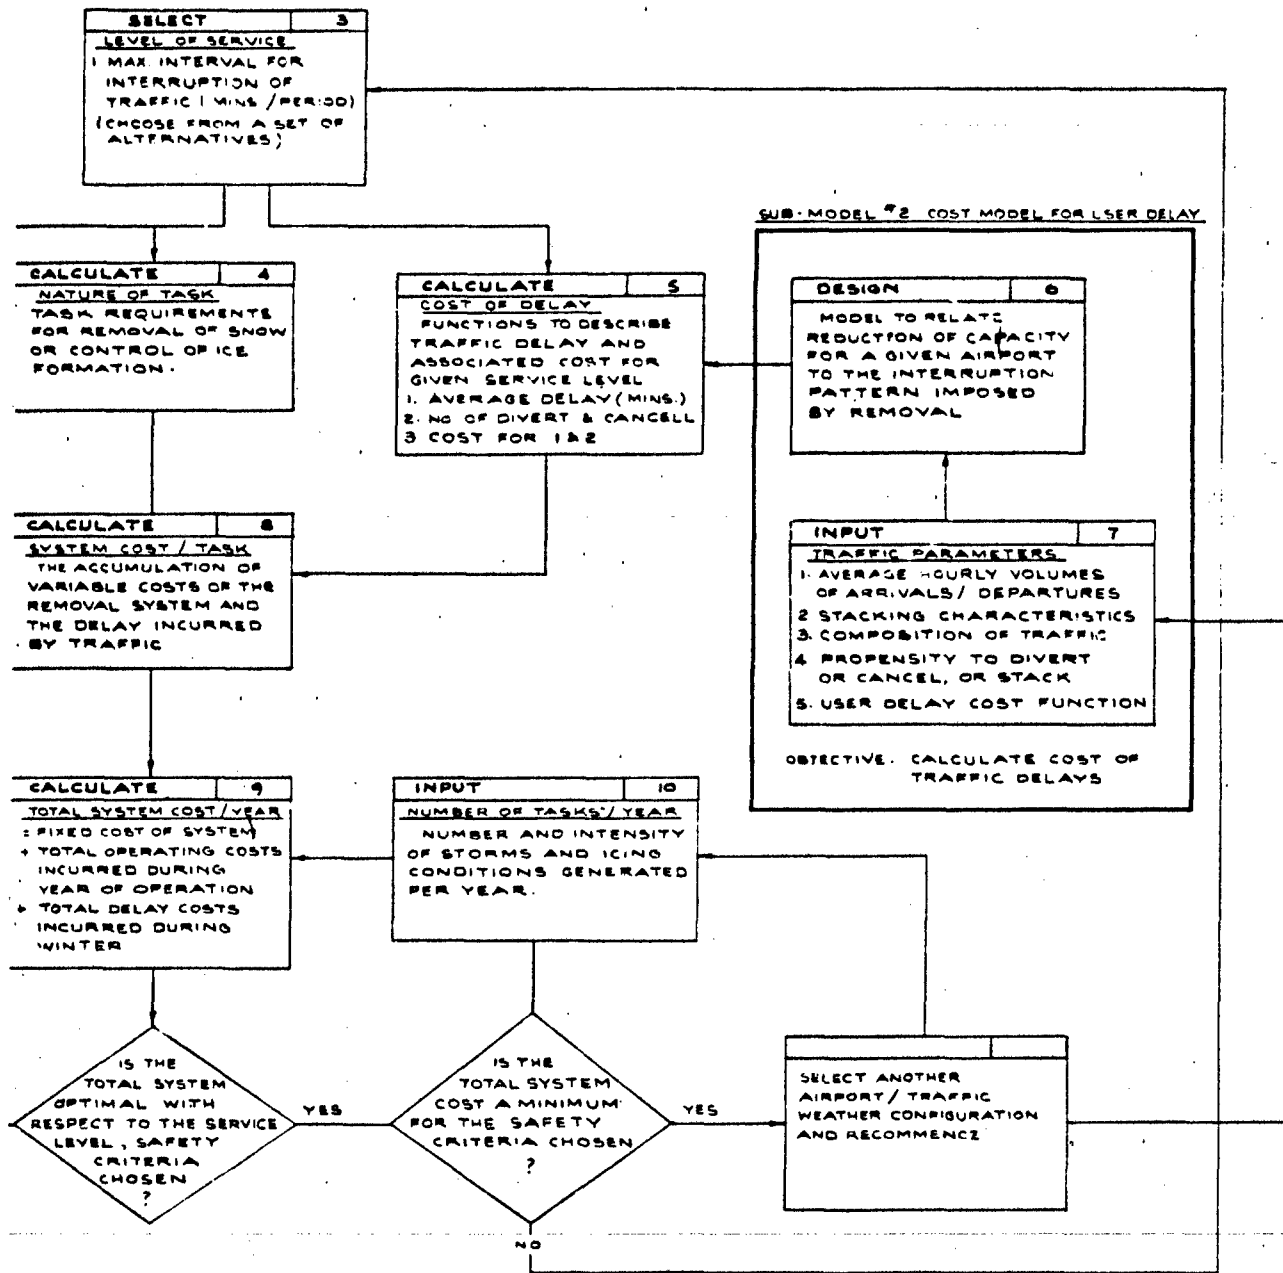 SELECT 3
LEVEL OF SERVICE
1 MAX. INTERVAL FOR
INTERRUPTION OF
TRAFFIC (MINS /PERIOD)
(CHOOSE FROM A SET OF
ALTERNATIVES)
SUB-MODEL #2 COST MODEL FOR USER DELAY
CALCULATE 4
NATURE OF TASK
TASK REQUIREMENTS
FOR REMOVAL OF SNOW
OR CONTROL OF ICE
FORMATION.
CALCULATE 5
COST OF DELAY
FUNCTIONS TO DESCRIBE
TRAFFIC DELAY AND
ASSOCIATED COST FOR
GIVEN SERVICE LEVEL
1. AVERAGE DELAY (MINS.)
2. NO OF DIVERT & CANCELL
3 COST FOR 1 & 2
DESIGN 6
MODEL TO RELATE
REDUCTION OF CAPACITY
FOR A GIVEN AIRPORT
TO THE INTERRUPTION
PATTERN IMPOSED
BY REMOVAL
CALCULATE 8
SYSTEM COST / TASK
THE ACCUMULATION OF
VARIABLE COSTS OF THE
REMOVAL SYSTEM AND
THE DELAY INCURRED
BY TRAFFIC
INPUT 7
TRAFFIC PARAMETERS
1. AVERAGE HOURLY VOLUMES
OF ARRIVALS / DEPARTURES
2 STACKING CHARACTERISTICS
3. COMPOSITION OF TRAFFIC
4 PROPENSITY TO DIVERT
OR CANCEL, OR STACK
5. USER DELAY COST FUNCTION
OBJECTIVE. CALCULATE COST OF
TRAFFIC DELAYS
CALCULATE 9
TOTAL SYSTEM COST / YEAR
= FIXED COST OF SYSTEM
+ TOTAL OPERATING COSTS
INCURRED DURING
YEAR OF OPERATION
+ TOTAL DELAY COSTS
INCURRED DURING
WINTER
INPUT 10
NUMBER OF TASKS / YEAR
NUMBER AND INTENSITY
OF STORMS AND ICING
CONDITIONS GENERATED
PER YEAR.
IS THE
TOTAL SYSTEM
OPTIMAL WITH
RESPECT TO THE SERVICE
LEVEL, SAFETY
CRITERIA
CHOSEN
?
YES
IS THE
TOTAL SYSTEM
COST A MINIMUM
FOR THE SAFETY
CRITERIA CHOSEN
?
YES
NO
SELECT ANOTHER
AIRPORT / TRAFFIC
WEATHER CONFIGURATION
AND RECOMMENCE